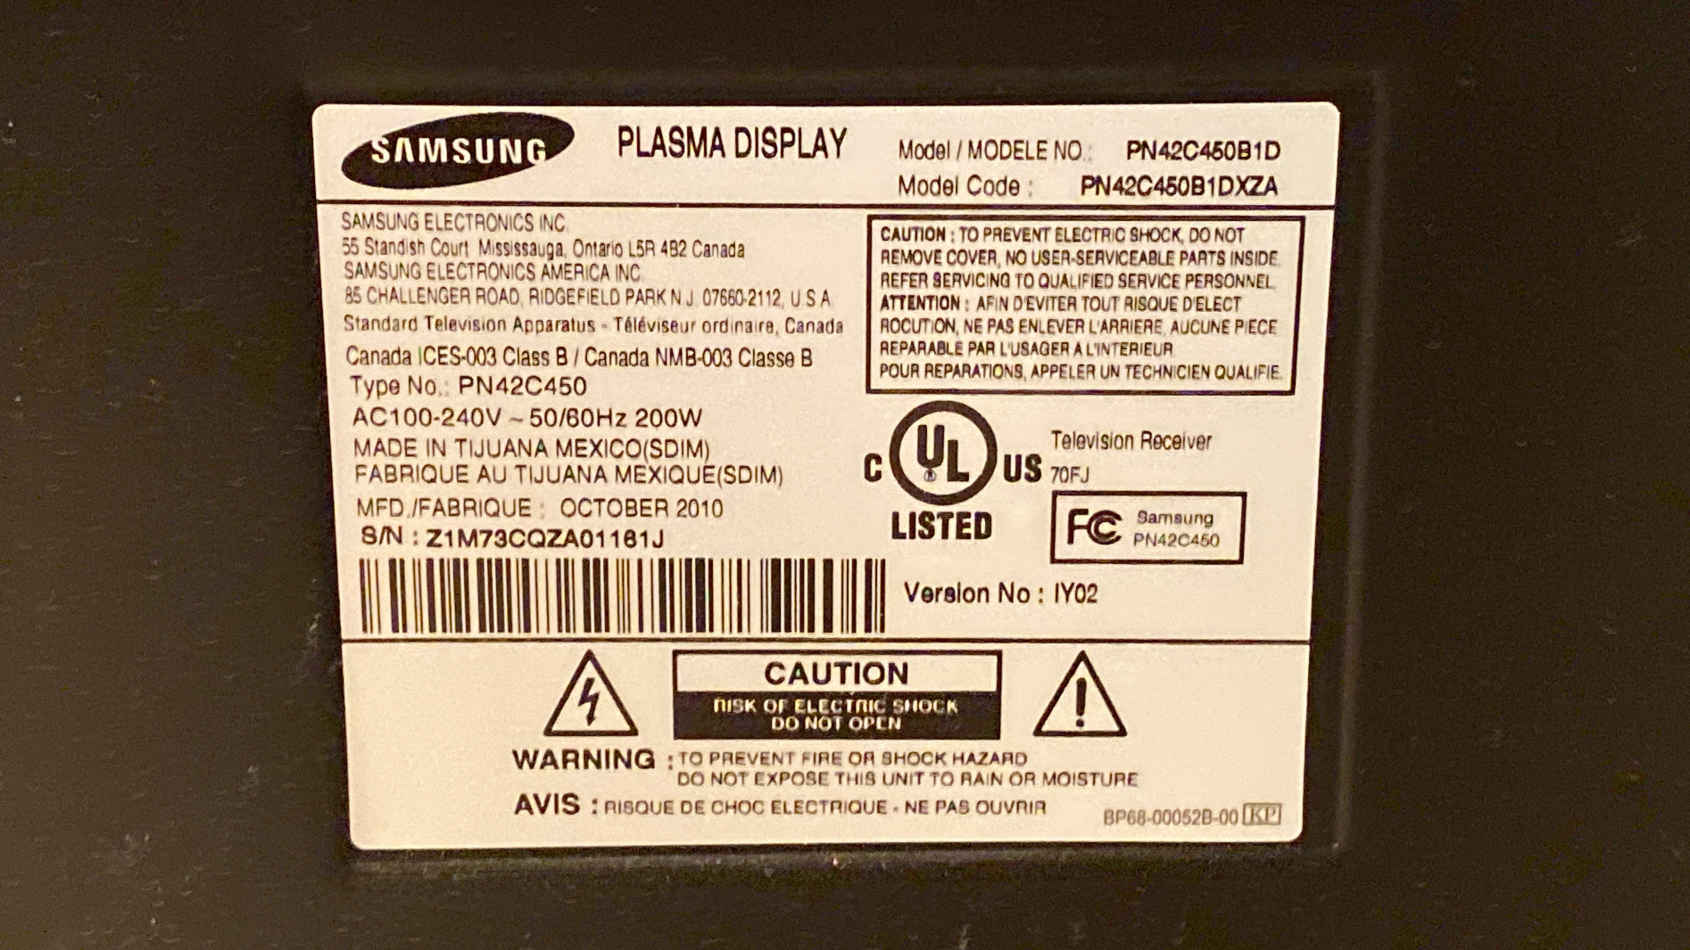 SAMSUNG
PLASMA DISPLAY
Model / MODELE NO.: PN42C450B1D
Model Code : PN42C450B1DXZA
SAMSUNG ELECTRONICS INC.
55 Standish Court, Mississauga, Ontario L5R 4B2 Canada
SAMSUNG ELECTRONICS AMERICA INC.
85 CHALLENGER ROAD, RIDGEFIELD PARK N.J. 07660-2112, U S A
Standard Television Apparatus - Téléviseur ordinaire, Canada
Canada ICES-003 Class B / Canada NMB-003 Classe B
Type No.: PN42C450
AC100-240V ~ 50/60Hz 200W
MADE IN TIJUANA MEXICO(SDIM)
FABRIQUE AU TIJUANA MEXIQUE(SDIM)
MFD./FABRIQUE : OCTOBER 2010
S/N : Z1M73CQZA01161J
CAUTION : TO PREVENT ELECTRIC SHOCK, DO NOT
REMOVE COVER, NO USER-SERVICEABLE PARTS INSIDE.
REFER SERVICING TO QUALIFIED SERVICE PERSONNEL.
ATTENTION : AFIN D'EVITER TOUT RISQUE D'ELECT
ROCUTION, NE PAS ENLEVER L'ARRIERE, AUCUNE PIECE
REPARABLE PAR L'USAGER A L'INTERIEUR.
POUR REPARATIONS, APPELER UN TECHNICIEN QUALIFIE.
C UL US
LISTED
Television Receiver
70FJ
FC Samsung
PN42C450
Version No : IY02
CAUTION
RISK OF ELECTRIC SHOCK
DO NOT OPEN
WARNING : TO PREVENT FIRE OR SHOCK HAZARD
DO NOT EXPOSE THIS UNIT TO RAIN OR MOISTURE
AVIS : RISQUE DE CHOC ELECTRIQUE - NE PAS OUVRIR
BP68-00052B-00 KP